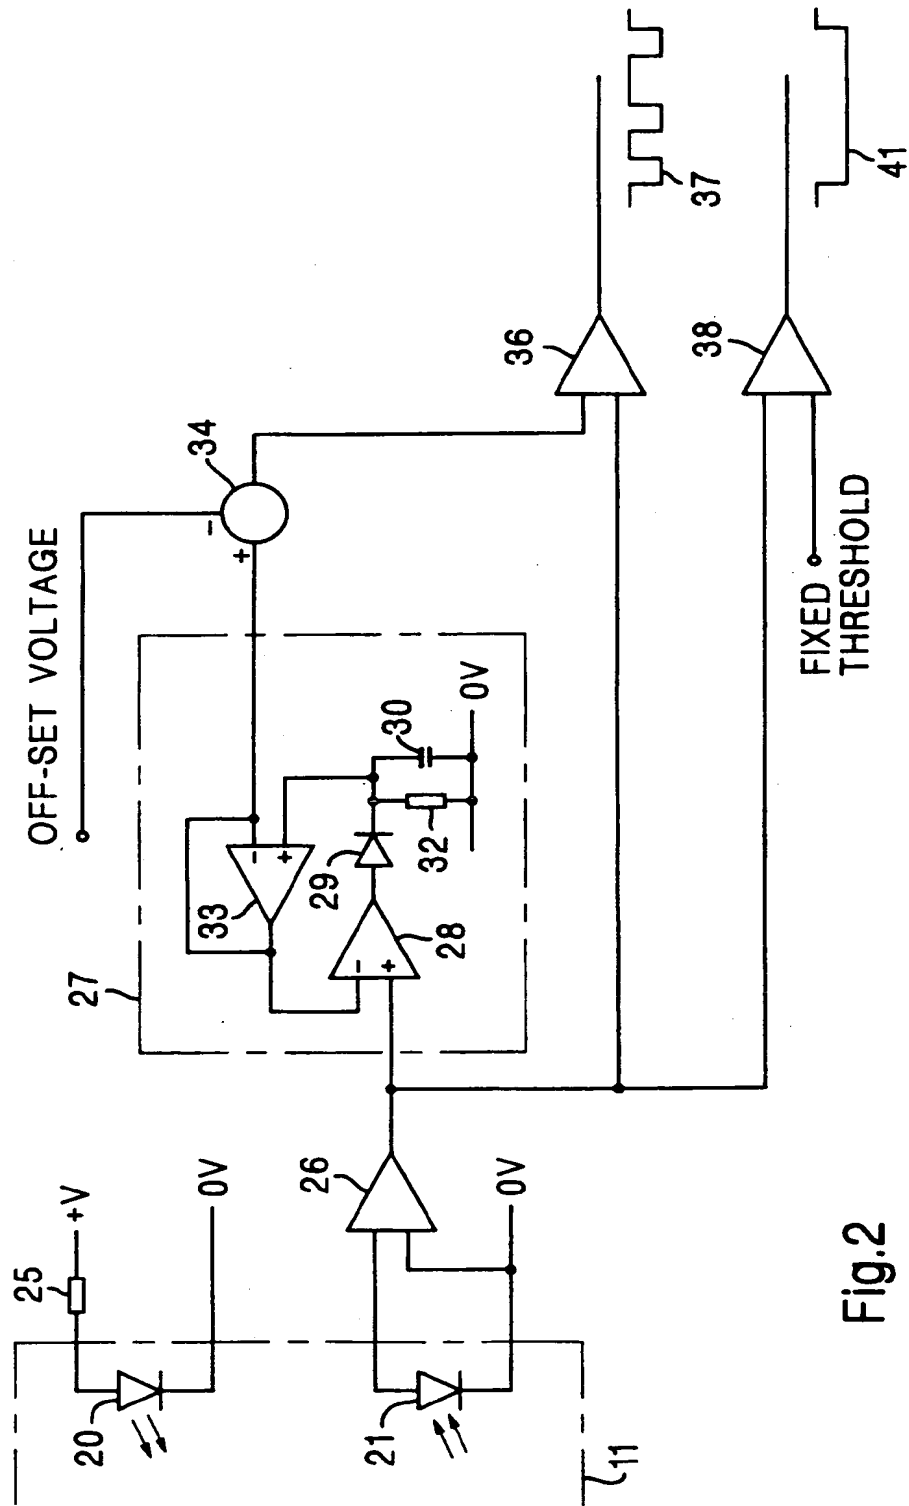 OFF-SET VOLTAGE
34
-
+
27
33
-
+
29
30
0V
32
28
-
+
36
37
38
41
FIXED
THRESHOLD
25
+V
0V
20
26
21
0V
11
Fig.2